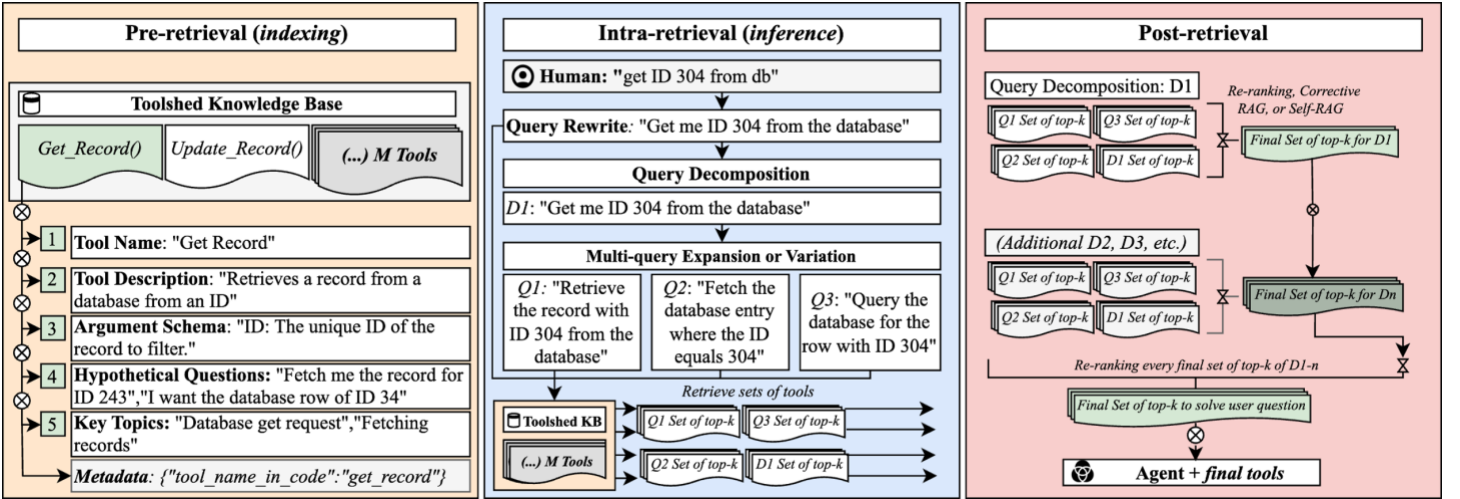 Pre-retrieval (indexing)
Toolshed Knowledge Base
Get_Record()
Update_Record()
(...) M Tools
1
Tool Name: "Get Record"
2
Tool Description: "Retrieves a record from a
database from an ID"
3
Argument Schema: "ID: The unique ID of the
record to filter."
4
Hypothetical Questions: "Fetch me the record for
ID 243","I want the database row of ID 34"
5
Key Topics: "Database get request","Fetching
records"
Metadata: {"tool_name_in_code":"get_record"}
Intra-retrieval (inference)
Human: "get ID 304 from db"
Query Rewrite: "Get me ID 304 from the database"
Query Decomposition
D1: "Get me ID 304 from the database"
Multi-query Expansion or Variation
Q1: "Retrieve
the record with
ID 304 from the
database"
Q2: "Fetch the
database entry
where the ID
equals 304"
Q3: "Query the
database for the
row with ID 304"
Retrieve sets of tools
Toolshed KB
(...) M Tools
Q1 Set of top-k
Q3 Set of top-k
Q2 Set of top-k
D1 Set of top-k
Post-retrieval
Query Decomposition: D1
Re-ranking, Corrective
RAG, or Self-RAG
Q1 Set of top-k
Q3 Set of top-k
Q2 Set of top-k
D1 Set of top-k
Final Set of top-k for D1
(Additional D2, D3, etc.)
Q1 Set of top-k
Q3 Set of top-k
Q2 Set of top-k
D1 Set of top-k
Final Set of top-k for Dn
Re-ranking every final set of top-k of D1-n
Final Set of top-k to solve user question
Agent + final tools